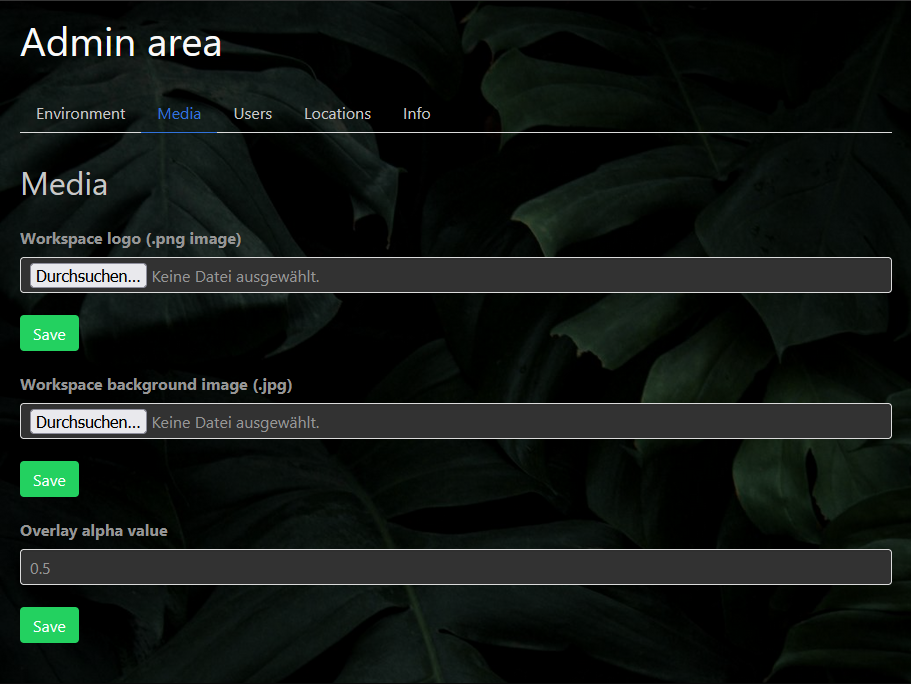 Admin area
Environment Media Users Locations Info
Media
Workspace logo (.png image)
Durchsuchen... Keine Datei ausgewählt.
Save
Workspace background image (.jpg)
Durchsuchen... Keine Datei ausgewählt.
Save
Overlay alpha value
0.5
Save